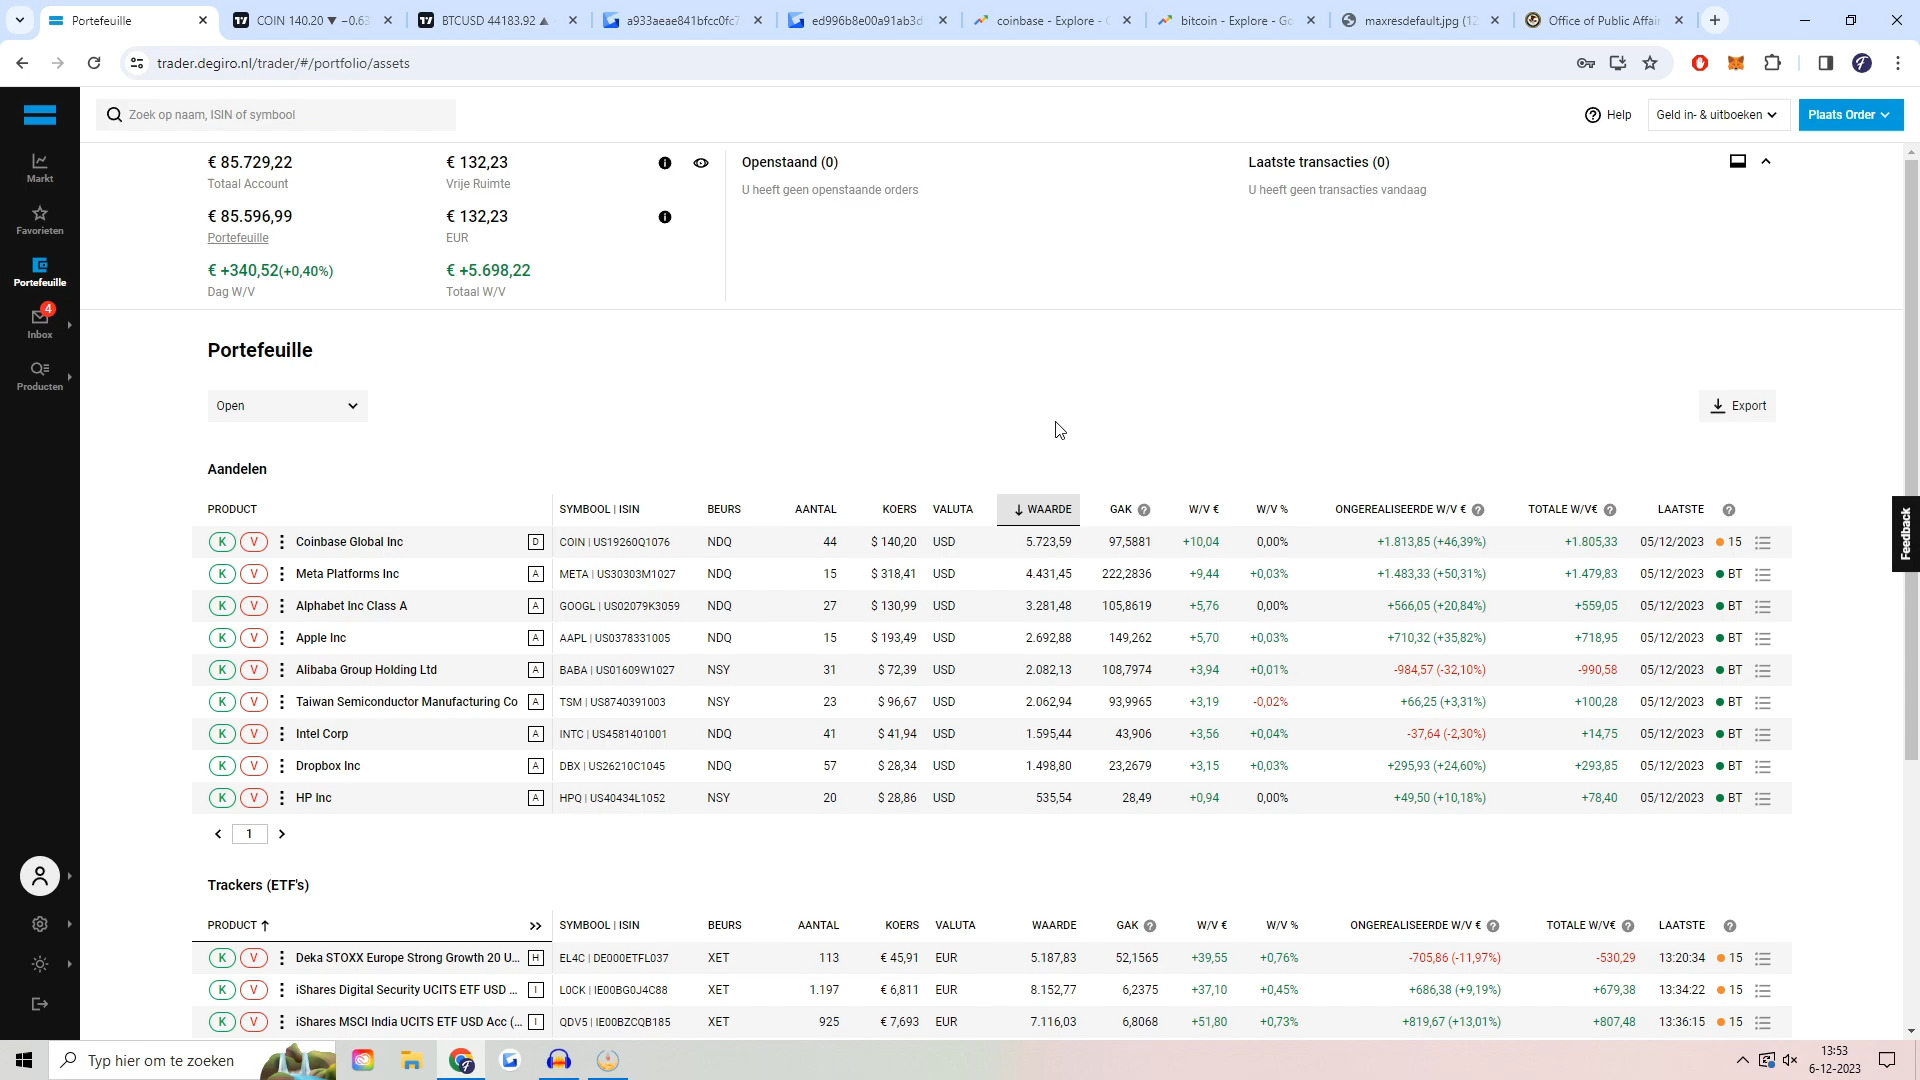 Portefeuille
COIN 140.20 ▼ −0.63
BTCUSD 44183.92 ▲
a933aeae841bfcc0fc7
ed996b8e00a91ab3d
coinbase - Explore - G
bitcoin - Explore - Go
maxresdefault.jpg (12
Office of Public Affair
trader.degiro.nl/trader/#/portfolio/assets
Zoek op naam, ISIN of symbool
Help
Geld in- & uitboeken
Plaats Order
Markt
Favorieten
Portefeuille
4
Inbox
Producten
€ 85.729,22
Totaal Account
€ 132,23
Vrije Ruimte
€ 85.596,99
Portefeuille
€ 132,23
EUR
€ +340,52(+0,40%)
Dag W/V
€ +5.698,22
Totaal W/V
Openstaand (0)
U heeft geen openstaande orders
Laatste transacties (0)
U heeft geen transacties vandaag
Portefeuille
Open
Export
Feedback
Aandelen
PRODUCT SYMBOOL | ISIN BEURS AANTAL KOERS VALUTA ↓ WAARDE GAK W/V € W/V % ONGEREALISEERDE W/V € TOTALE W/V€ LAATSTE
K V Coinbase Global Inc D COIN | US19260Q1076 NDQ 44 $ 140,20 USD 5.723,59 97,5881 +10,04 0,00% +1.813,85 (+46,39%) +1.805,33 05/12/2023 15
K V Meta Platforms Inc A META | US30303M1027 NDQ 15 $ 318,41 USD 4.431,45 222,2836 +9,44 +0,03% +1.483,33 (+50,31%) +1.479,83 05/12/2023 BT
K V Alphabet Inc Class A A GOOGL | US02079K3059 NDQ 27 $ 130,99 USD 3.281,48 105,8619 +5,76 0,00% +566,05 (+20,84%) +559,05 05/12/2023 BT
K V Apple Inc A AAPL | US0378331005 NDQ 15 $ 193,49 USD 2.692,88 149,262 +5,70 +0,03% +710,32 (+35,82%) +718,95 05/12/2023 BT
K V Alibaba Group Holding Ltd A BABA | US01609W1027 NSY 31 $ 72,39 USD 2.082,13 108,7974 +3,94 +0,01% -984,57 (-32,10%) -990,58 05/12/2023 BT
K V Taiwan Semiconductor Manufacturing Co A TSM | US8740391003 NSY 23 $ 96,67 USD 2.062,94 93,9965 +3,19 -0,02% +66,25 (+3,31%) +100,28 05/12/2023 BT
K V Intel Corp A INTC | US4581401001 NDQ 41 $ 41,94 USD 1.595,44 43,906 +3,56 +0,04% -37,64 (-2,30%) +14,75 05/12/2023 BT
K V Dropbox Inc A DBX | US26210C1045 NDQ 57 $ 28,34 USD 1.498,80 23,2679 +3,15 +0,03% +295,93 (+24,60%) +293,85 05/12/2023 BT
K V HP Inc A HPQ | US40434L1052 NSY 20 $ 28,86 USD 535,54 28,49 +0,94 0,00% +49,50 (+10,18%) +78,40 05/12/2023 BT
1
Trackers (ETF's)
PRODUCT ↑ SYMBOOL | ISIN BEURS AANTAL KOERS VALUTA WAARDE GAK W/V € W/V % ONGEREALISEERDE W/V € TOTALE W/V€ LAATSTE
K V Deka STOXX Europe Strong Growth 20 U... H EL4C | DE000ETFL037 XET 113 € 45,91 EUR 5.187,83 52,1565 +39,55 +0,76% -705,86 (-11,97%) -530,29 13:20:34 15
K V iShares Digital Security UCITS ETF USD ... I L0CK | IE00BG0J4C88 XET 1.197 € 6,811 EUR 8.152,77 6,2375 +37,10 +0,45% +686,38 (+9,19%) +679,38 13:34:22 15
K V iShares MSCI India UCITS ETF USD Acc (... I QDV5 | IE00BZCQB185 XET 925 € 7,693 EUR 7.116,03 6,8068 +51,80 +0,73% +819,67 (+13,01%) +807,48 13:36:15 15
Typ hier om te zoeken
13:53
6-12-2023